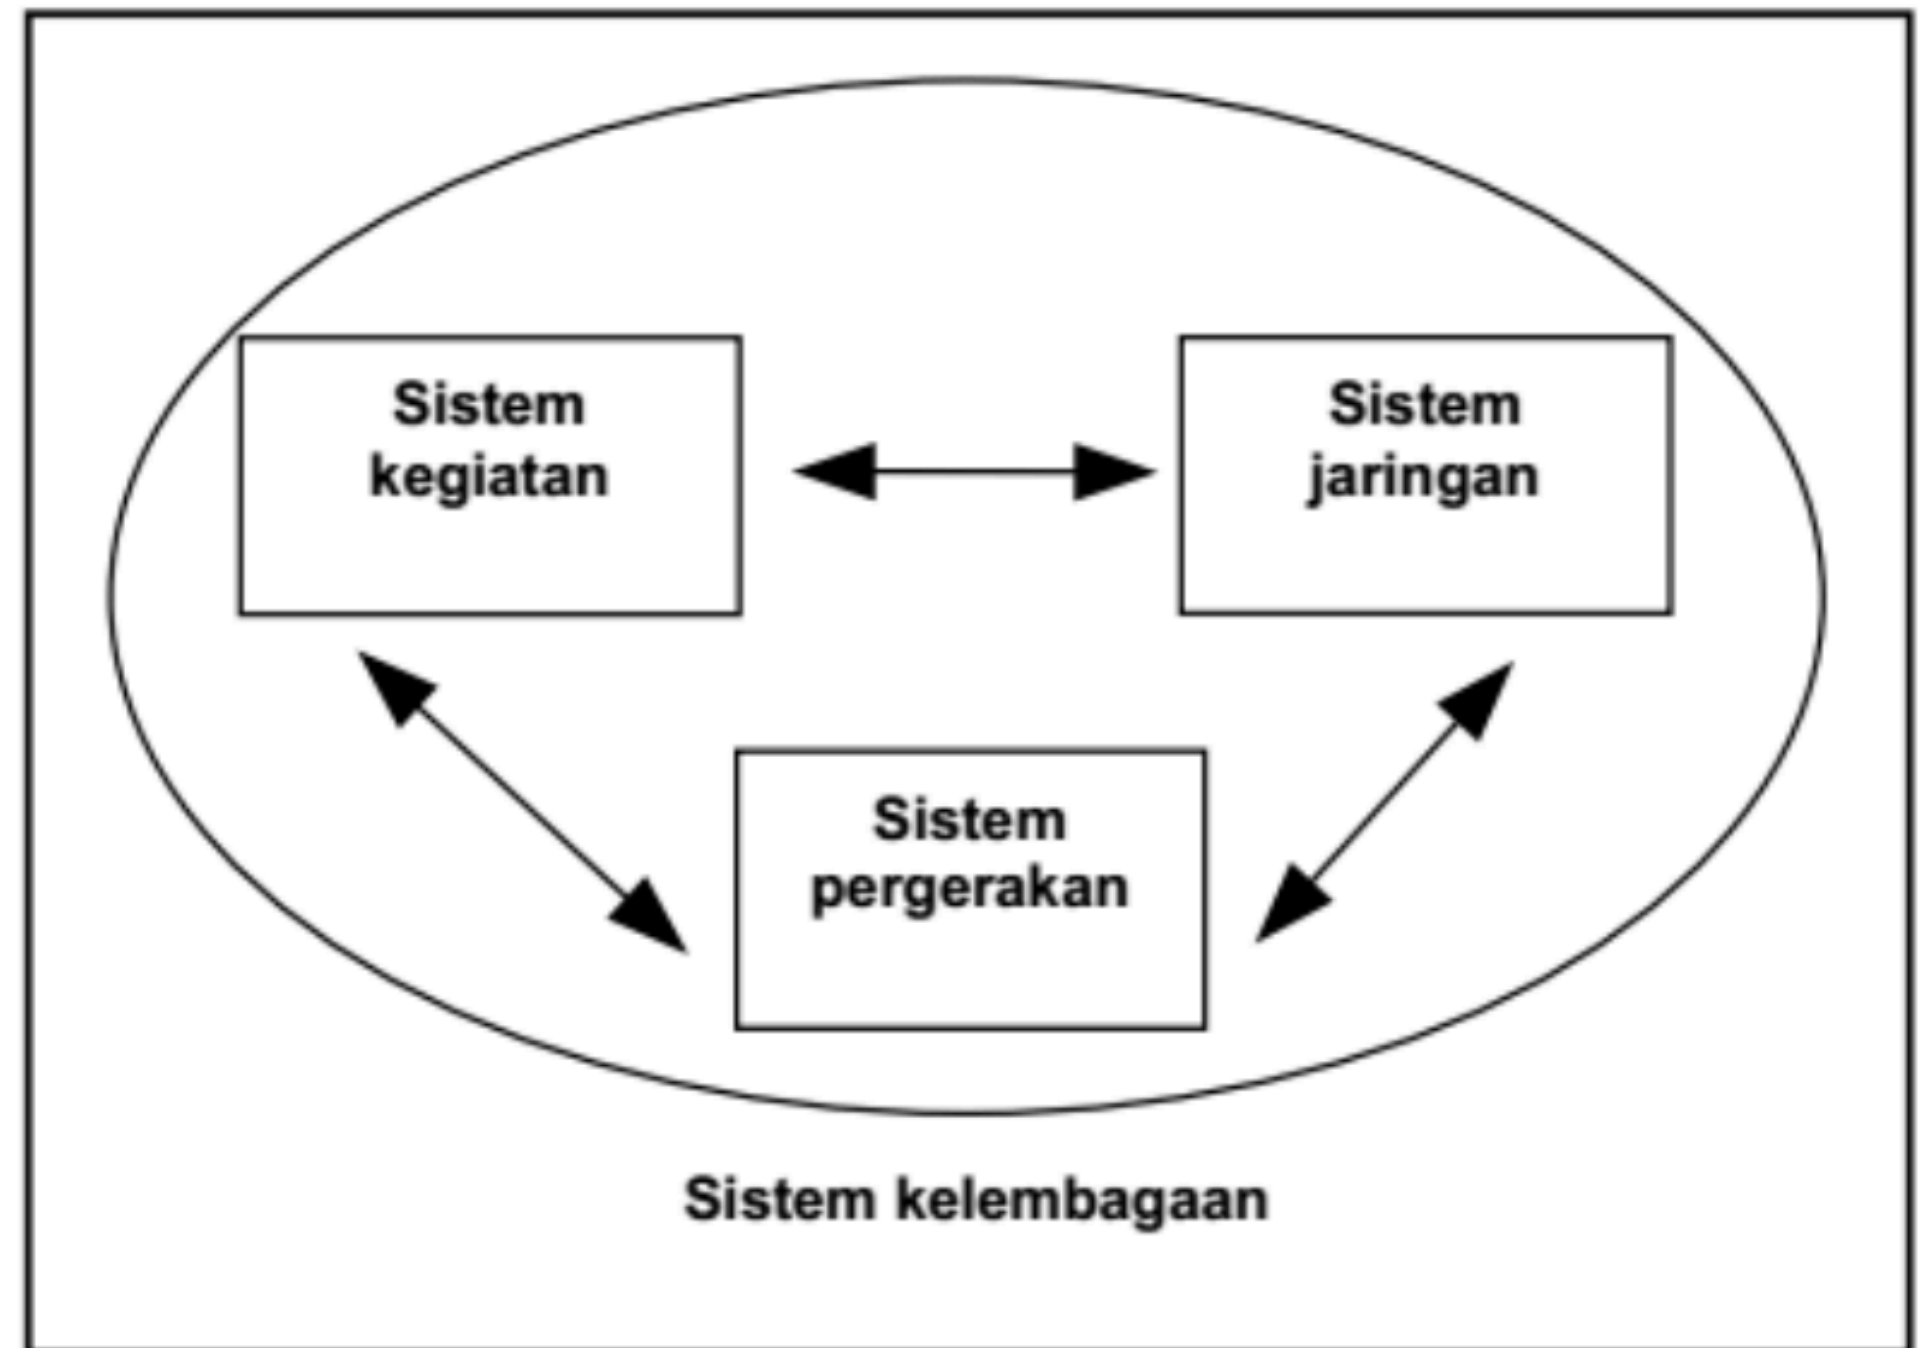 Sistem
kegiatan
Sistem
jaringan
Sistem
pergerakan
Sistem kelembagaan